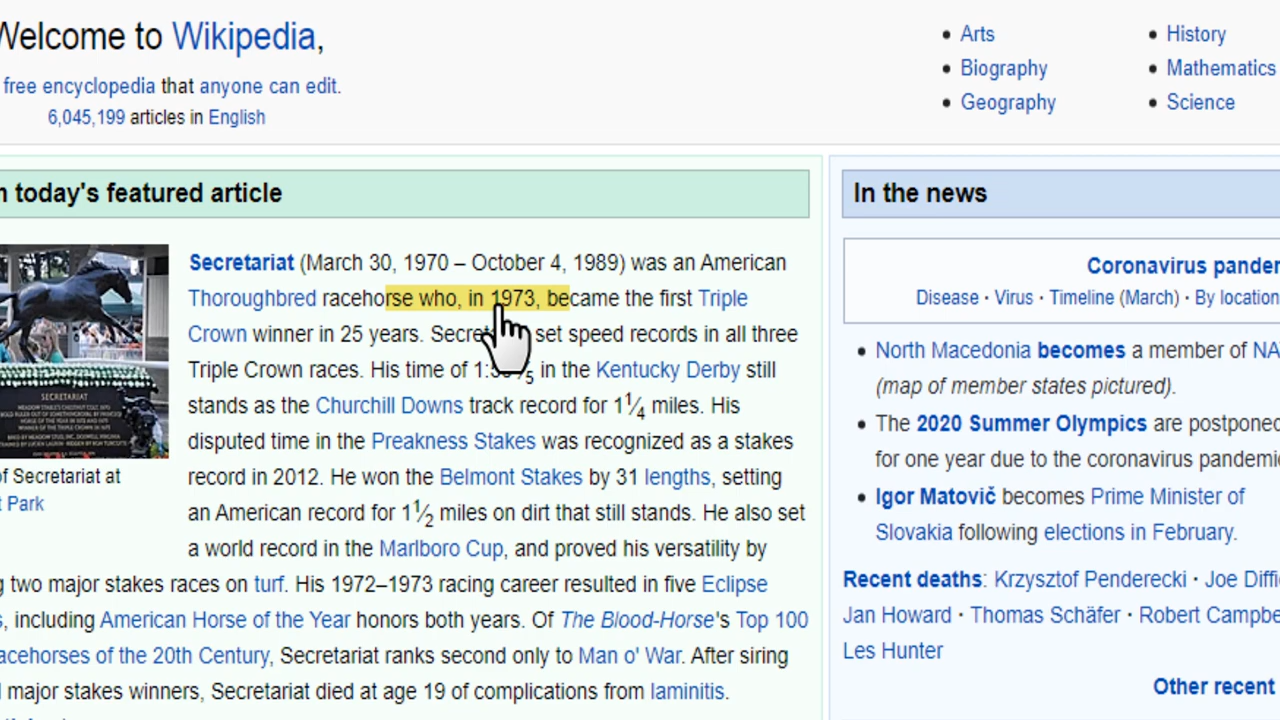 Welcome to Wikipedia,
free encyclopedia that anyone can edit.
6,045,199 articles in English
Arts
Biography
Geography
History
Mathematics
Science
today's featured article
Secretariat (March 30, 1970 – October 4, 1989) was an American
Thoroughbred racehorse who, in 1973, became the first Triple
Crown winner in 25 years. set speed records in all three
Triple Crown races. His time of in the Kentucky Derby still
stands as the Churchill Downs track record for 1¼ miles. His
disputed time in the Preakness Stakes was recognized as a stakes
record in 2012. He won the Belmont Stakes by 31 lengths, setting
an American record for 1½ miles on dirt that still stands. He also set
a world record in the Marlboro Cup, and proved his versatility by
two major stakes races on turf. His 1972–1973 racing career resulted in five Eclipse
including American Horse of the Year honors both years. Of The Blood-Horse's Top 100
Racehorses of the 20th Century, Secretariat ranks second only to Man o' War. After siring
major stakes winners, Secretariat died at age 19 of complications from laminitis.
SECRETARIAT
of Secretariat at
Park
In the news
Coronavirus
Disease · Virus · Timeline (March) · By location
North Macedonia becomes a member of
(map of member states pictured).
The 2020 Summer Olympics are postponed
for one year due to the coronavirus pandemic
Igor Matovič becomes Prime Minister of
Slovakia following elections in February.
Recent deaths: Krzysztof Penderecki · Joe
Jan Howard · Thomas Schäfer · Robert
Les Hunter
Other recent